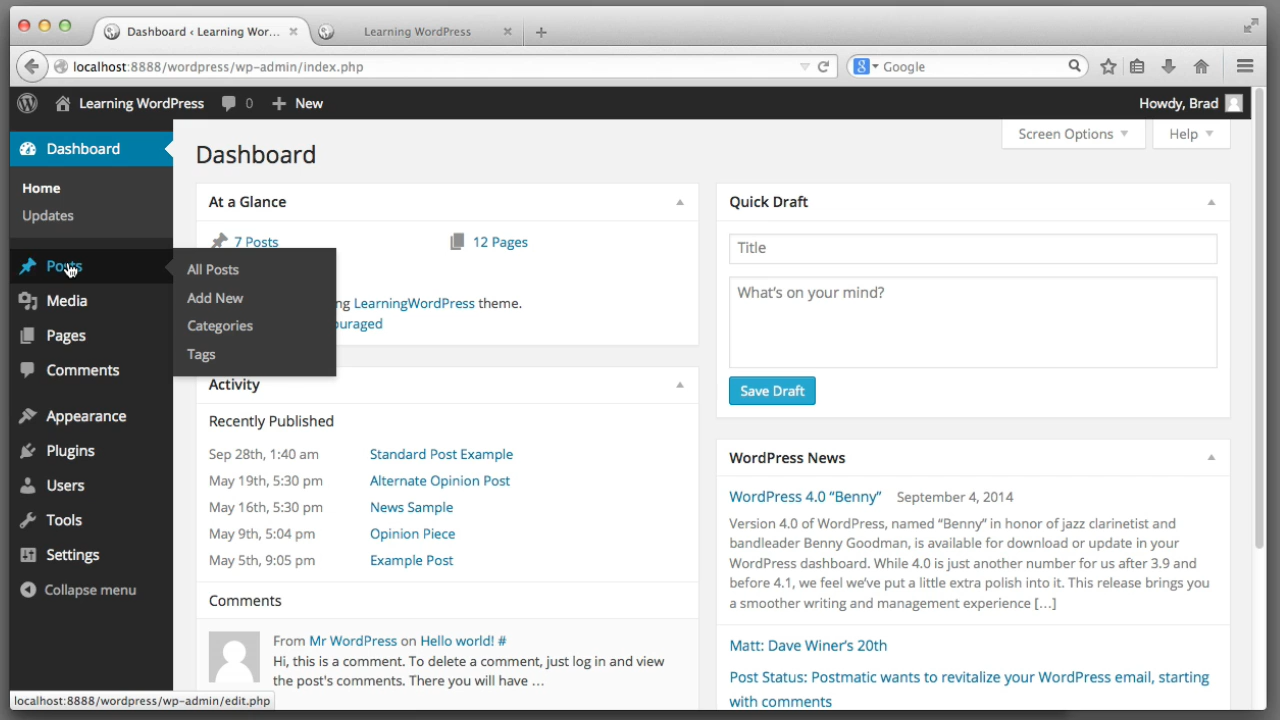 Dashboard ‹ Learning Wor...
Learning WordPress
localhost:8888/wordpress/wp-admin/index.php
Google
Learning WordPress
0
New
Howdy, Brad
Dashboard
Home
Updates
Posts
Media
Pages
Comments
Appearance
Plugins
Users
Tools
Settings
Collapse menu
All Posts
Add New
Categories
Tags
Screen Options
Help
Dashboard
At a Glance
7 Posts
12 Pages
ng LearningWordPress theme.
ouraged
Activity
Recently Published
Sep 28th, 1:40 am Standard Post Example
May 19th, 5:30 pm Alternate Opinion Post
May 16th, 5:30 pm News Sample
May 9th, 5:04 pm Opinion Piece
May 5th, 9:05 pm Example Post
Comments
From Mr WordPress on Hello world! #
Hi, this is a comment. To delete a comment, just log in and view
the post's comments. There you will have ...
Quick Draft
Title
What's on your mind?
Save Draft
WordPress News
WordPress 4.0 “Benny” September 4, 2014
Version 4.0 of WordPress, named “Benny” in honor of jazz clarinetist and
bandleader Benny Goodman, is available for download or update in your
WordPress dashboard. While 4.0 is just another number for us after 3.9 and
before 4.1, we feel we’ve put a little extra polish into it. This release brings you
a smoother writing and management experience […]
Matt: Dave Winer’s 20th
Post Status: Postmatic wants to revitalize your WordPress email, starting
with comments
localhost:8888/wordpress/wp-admin/edit.php